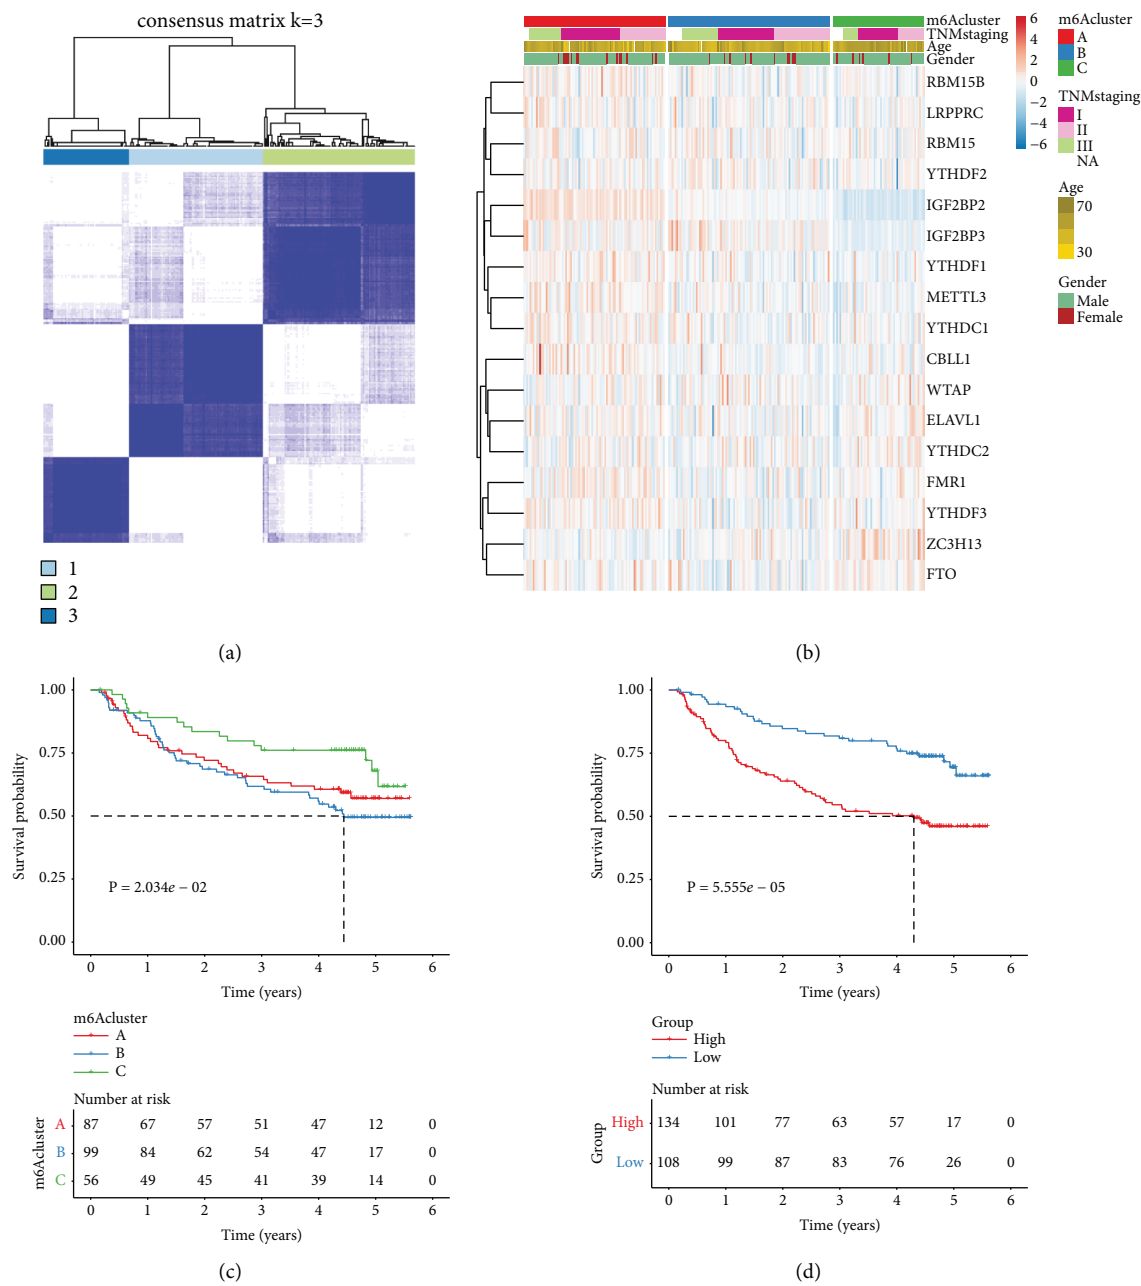 consensus matrix k=3
1
2
3
(a)
m6Acluster
TNMstaging
Age
Gender
RBM15B
LRPPRC
RBM15
YTHDF2
IGF2BP2
IGF2BP3
YTHDF1
METTL3
YTHDC1
CBLL1
WTAP
ELAVL1
YTHDC2
FMR1
YTHDF3
ZC3H13
FTO
6
4
2
0
−2
−4
−6
m6Acluster
A
B
C
TNMstaging
I
II
III
NA
Age
70
30
Gender
Male
Female
(b)
Survival probability
1.00
0.75
0.50
0.25
0.00
P = 2.034e − 02
0 1 2 3 4 5 6
Time (years)
m6Acluster
A
B
C
Number at risk
m6Acluster
A 87 67 57 51 47 12 0
B 99 84 62 54 47 17 0
C 56 49 45 41 39 14 0
0 1 2 3 4 5 6
Time (years)
(c)
Survival probability
1.00
0.75
0.50
0.25
0.00
P = 5.555e − 05
0 1 2 3 4 5 6
Time (years)
Group
High
Low
Number at risk
Group
High 134 101 77 63 57 17 0
Low 108 99 87 83 76 26 0
0 1 2 3 4 5 6
Time (years)
(d)